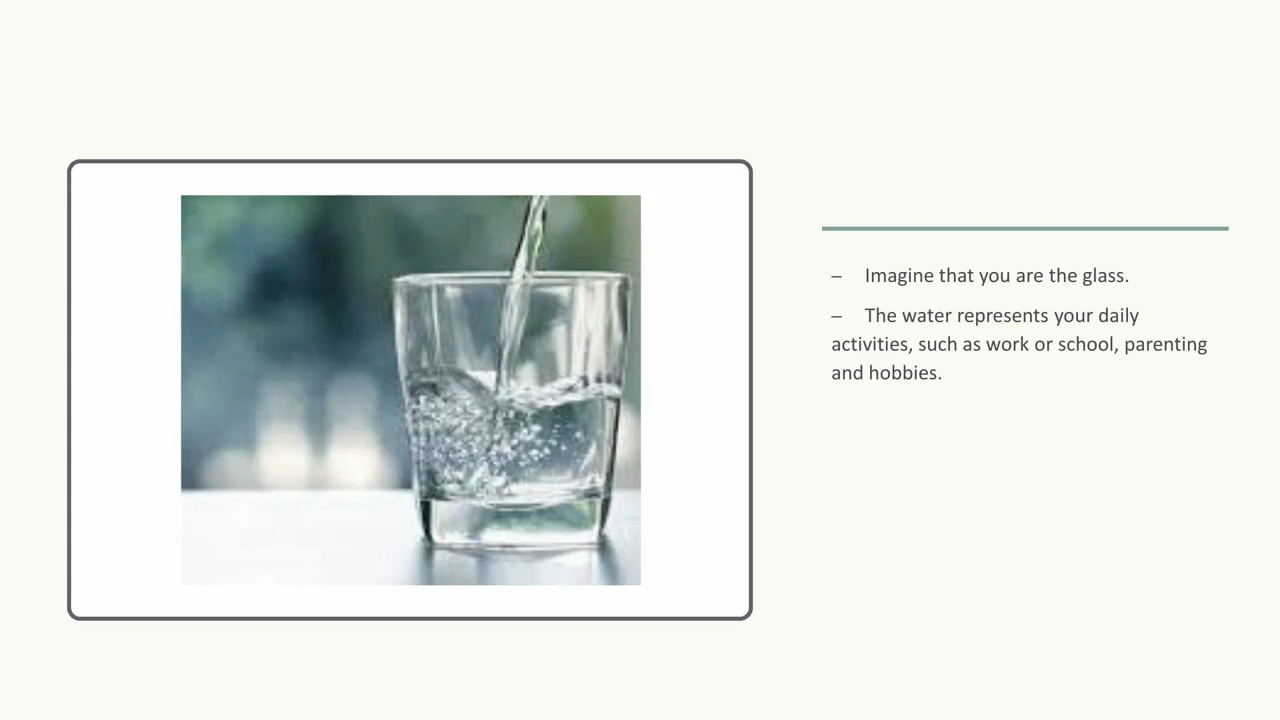 – Imagine that you are the glass.
– The water represents your daily
activities, such as work or school, parenting
and hobbies.